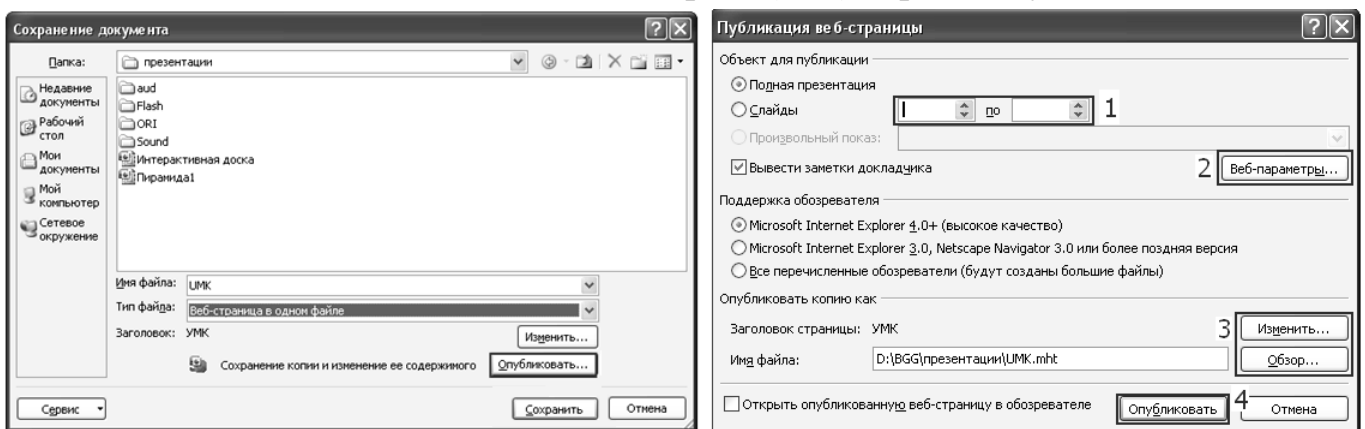 Сохранение документа
Папка: презентации
Недавние документы
Рабочий стол
Мои документы
Мой компьютер
Сетевое окружение
aud
Flash
ORI
Sound
Интерактивная доска
Пирамида1
Имя файла: UMK
Тип файла: Веб-страница в одном файле
Заголовок: УМК
Изменить...
Сохранение копии и изменение ее содержимого Опубликовать...
Сервис Сохранить Отмена
Публикация веб-страницы
Объект для публикации
Полная презентация
Слайды по 1
Произвольный показ:
Вывести заметки докладчика 2 Веб-параметры...
Поддержка обозревателя
Microsoft Internet Explorer 4.0+ (высокое качество)
Microsoft Internet Explorer 3.0, Netscape Navigator 3.0 или более поздняя версия
Все перечисленные обозреватели (будут созданы большие файлы)
Опубликовать копию как
Заголовок страницы: УМК 3 Изменить...
Имя файла: D:\BGG\презентации\UMK.mht Обзор...
Открыть опубликованную веб-страницу в обозревателе Опубликовать 4 Отмена